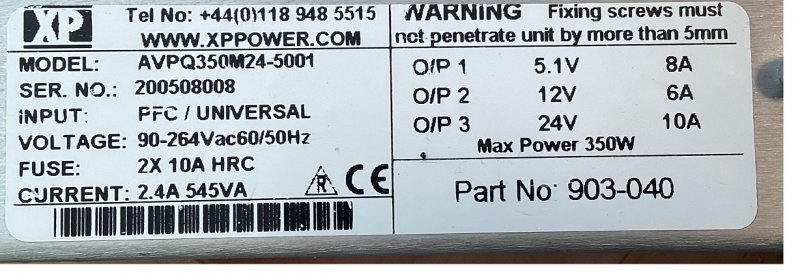 XP
Tel No: +44(0)118 948 5515
WWW.XPPOWER.COM
MODEL: AVPQ350M24-5001
SER. NO.: 200508008
INPUT: PFC / UNIVERSAL
VOLTAGE: 90-264Vac60/50Hz
FUSE: 2X 10A HRC
CURRENT: 2.4A 545VA
R CE
WARNING Fixing screws must
not penetrate unit by more than 5mm
O/P 1 5.1V 8A
O/P 2 12V 6A
O/P 3 24V 10A
Max Power 350W
Part No: 903-040